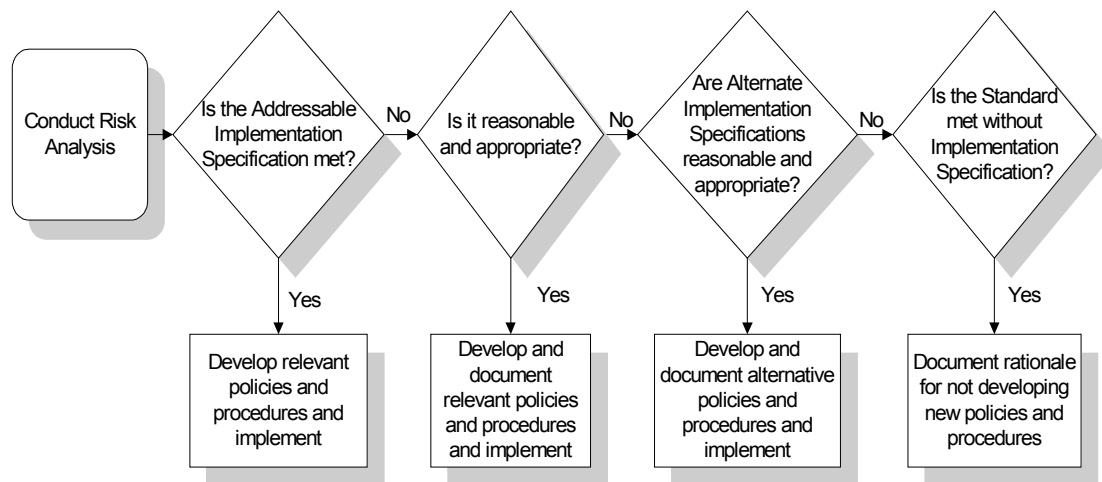 Conduct Risk
Analysis
Is the Addressable
Implementation
Specification met?
No
Is it reasonable
and appropriate?
No
Are Alternate
Implementation
Specifications
reasonable and
appropriate?
No
Is the Standard
met without
Implementation
Specification?
Yes
Yes
Yes
Yes
Develop relevant
policies and
procedures and
implement
Develop and
document
relevant policies
and procedures
and implement
Develop and
document alternative
policies and
procedures and
implement
Document rationale
for not developing
new policies and
procedures